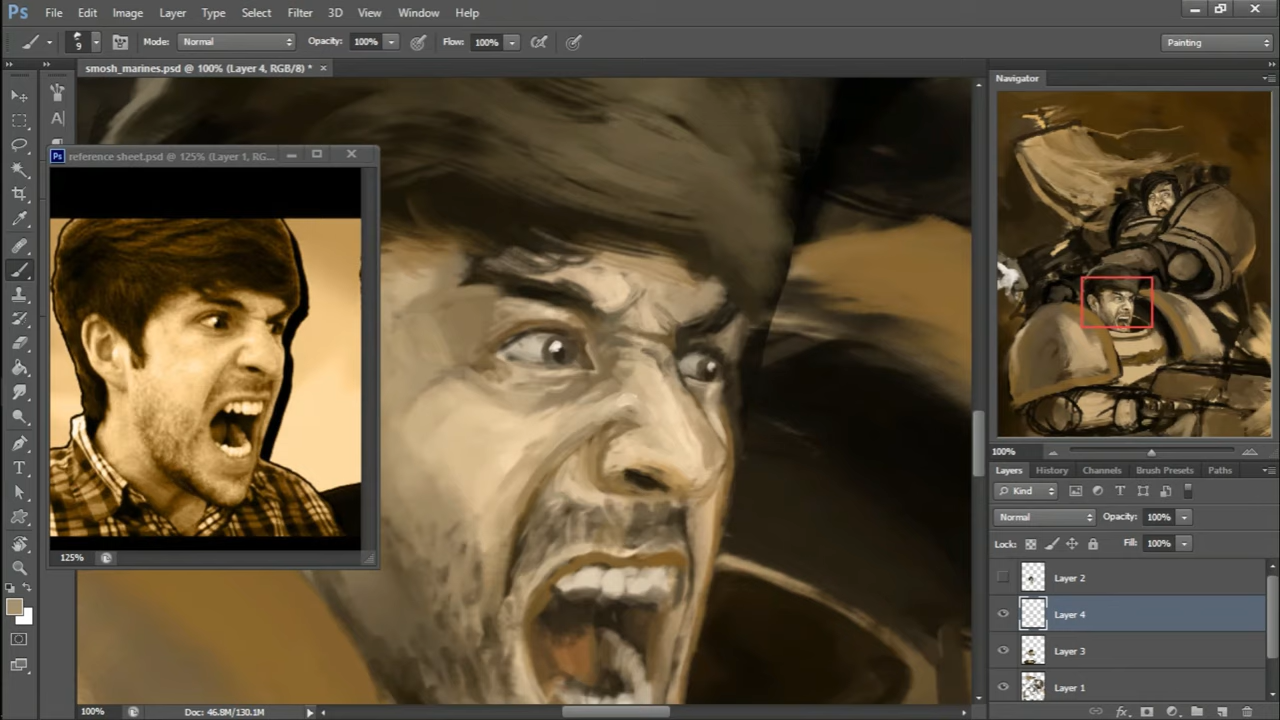 Ps File Edit Image Layer Type Select Filter 3D View Window Help
9 Mode: Normal Opacity: 100% Flow: 100% Painting
smosh_marines.psd @ 100% (Layer 4, RGB/8) * ×
Navigator
A
Ps reference sheet.psd @ 125% (Layer 1, RG...
125%
100%
Layers History Channels Brush Presets Paths
Kind
Normal Opacity: 100%
Lock: Fill: 100%
Layer 2
Layer 4
Layer 3
Layer 1
T
100% Doc: 46.8M/130.1M